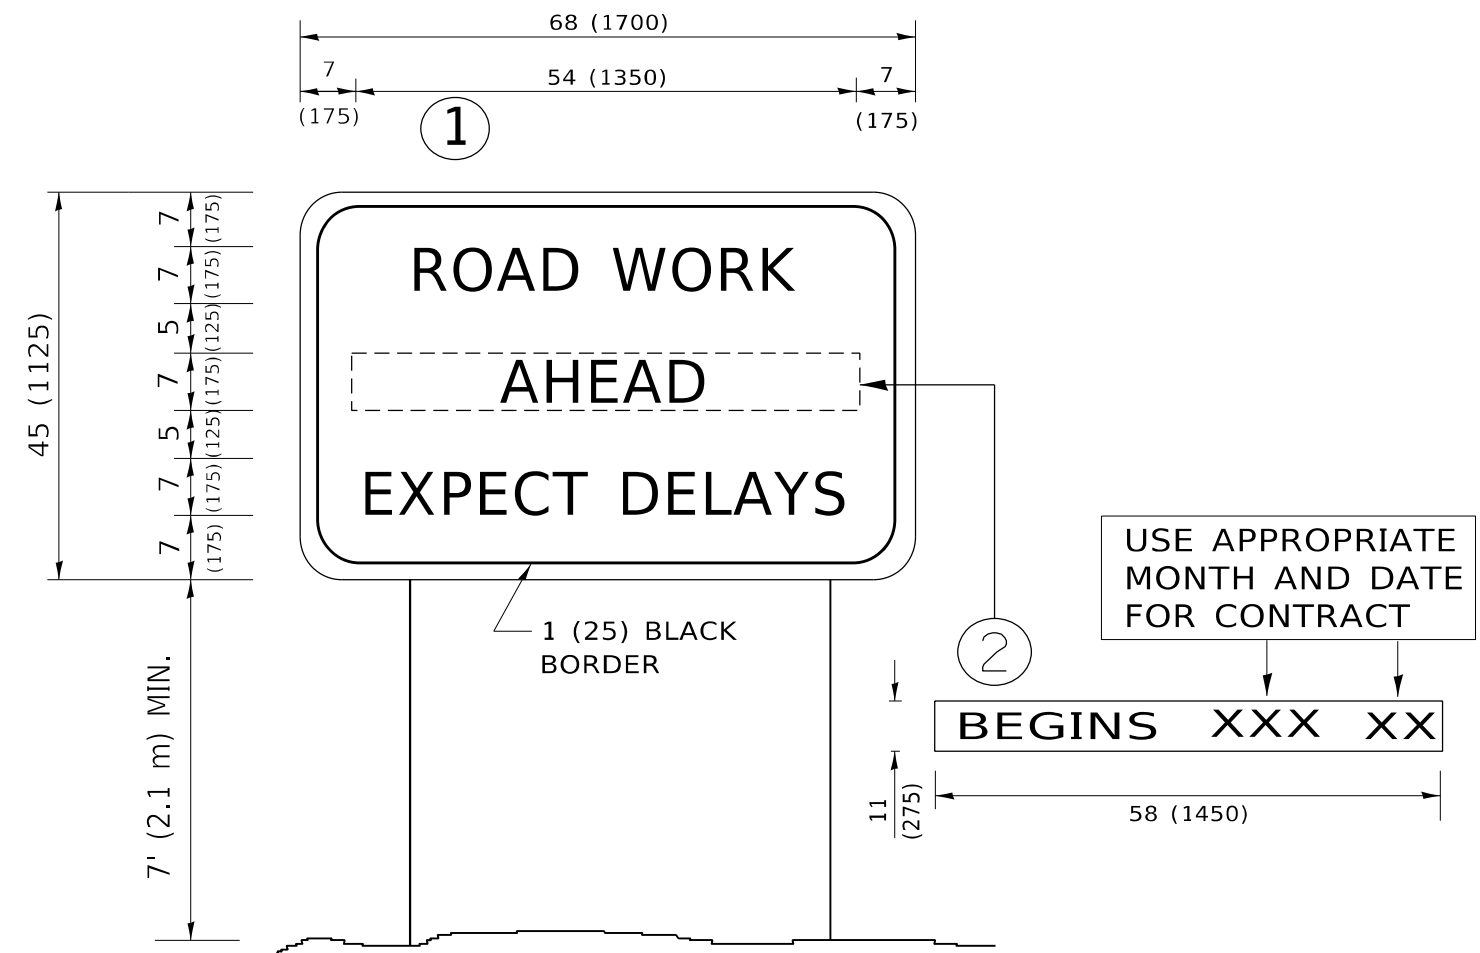 68 (1700)
7
54 (1350)
7
(175)
(175)
1
7
(175)
7
(175)
5
(125)
7
(175)
5
(125)
7
(175)
7
(175)
45 (1125)
ROAD WORK
AHEAD
EXPECT DELAYS
1 (25) BLACK
BORDER
7' (2.1 m) MIN.
2
USE APPROPRIATE
MONTH AND DATE
FOR CONTRACT
BEGINS XXX XX
11
(275)
58 (1450)